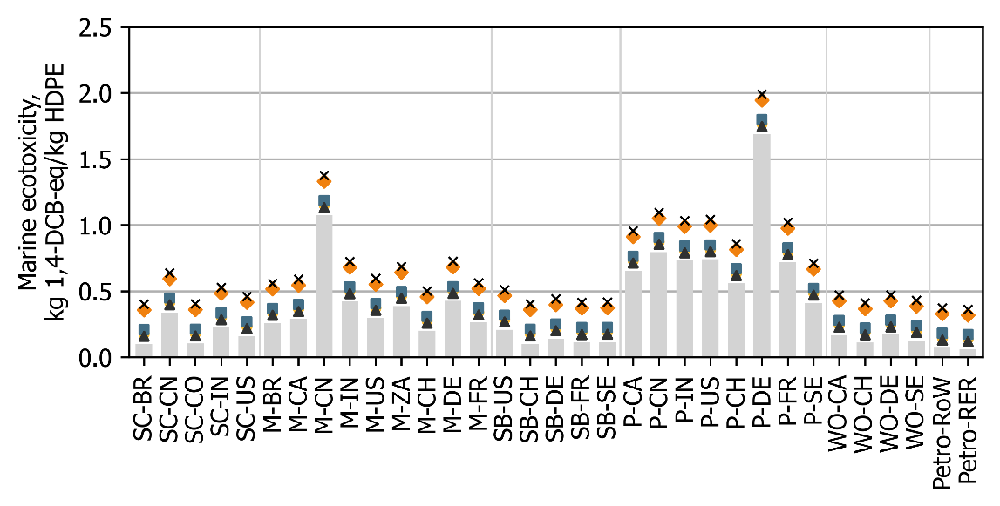 Marine ecotoxicity,
kg 1,4-DCB-eq/kg HDPE
2.5
2.0
1.5
1.0
0.5
0.0
SC-BR
SC-CN
SC-CO
SC-IN
SC-US
M-BR
M-CA
M-CN
M-IN
M-US
M-ZA
M-CH
M-DE
M-FR
SB-US
SB-CH
SB-DE
SB-FR
SB-SE
P-CA
P-CN
P-IN
P-US
P-CH
P-DE
P-FR
P-SE
WO-CA
WO-CH
WO-DE
WO-SE
Petro-RoW
Petro-RER